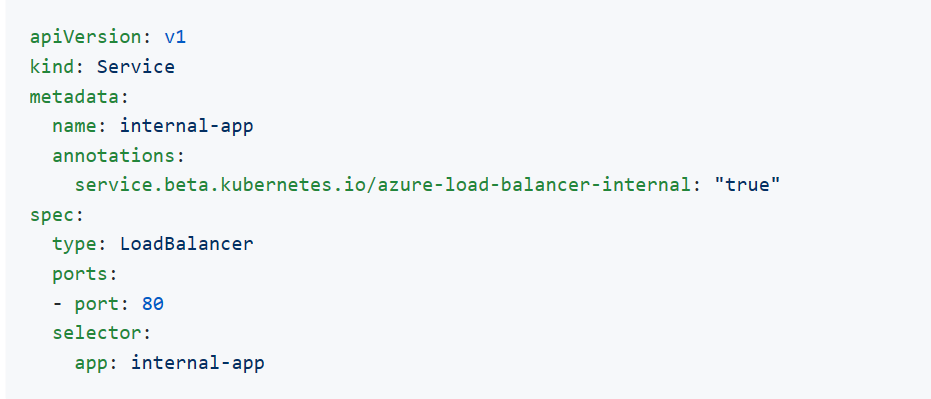 apiVersion: v1
kind: Service
metadata:
  name: internal-app
  annotations:
    service.beta.kubernetes.io/azure-load-balancer-internal: "true"
spec:
  type: LoadBalancer
  ports:
  - port: 80
  selector:
    app: internal-app